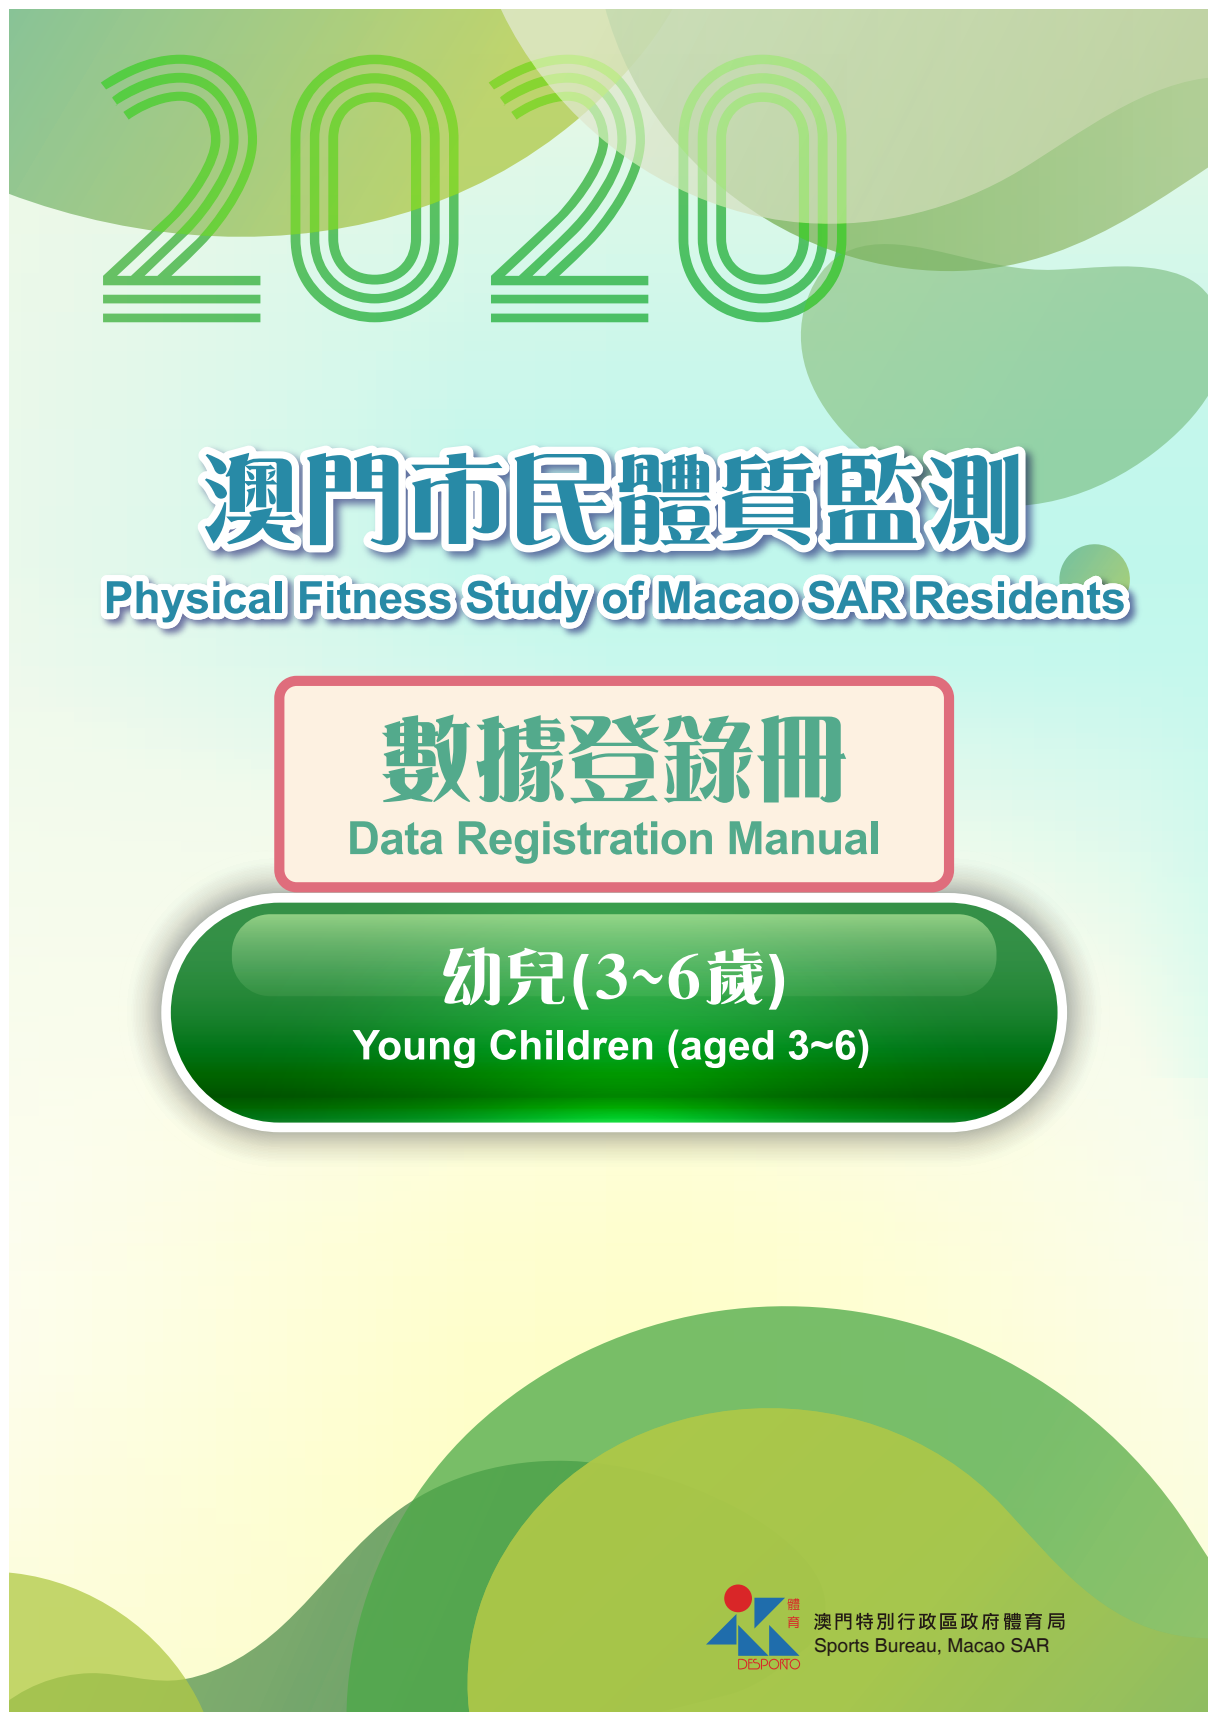 2020
澳門市民體質監測
Physical Fitness Study of Macao SAR Residents
數據登錄冊
Data Registration Manual
幼兒(3~6歲)
Young Children (aged 3~6)
體育
DESPORTO
澳門特別行政區政府體育局
Sports Bureau, Macao SAR